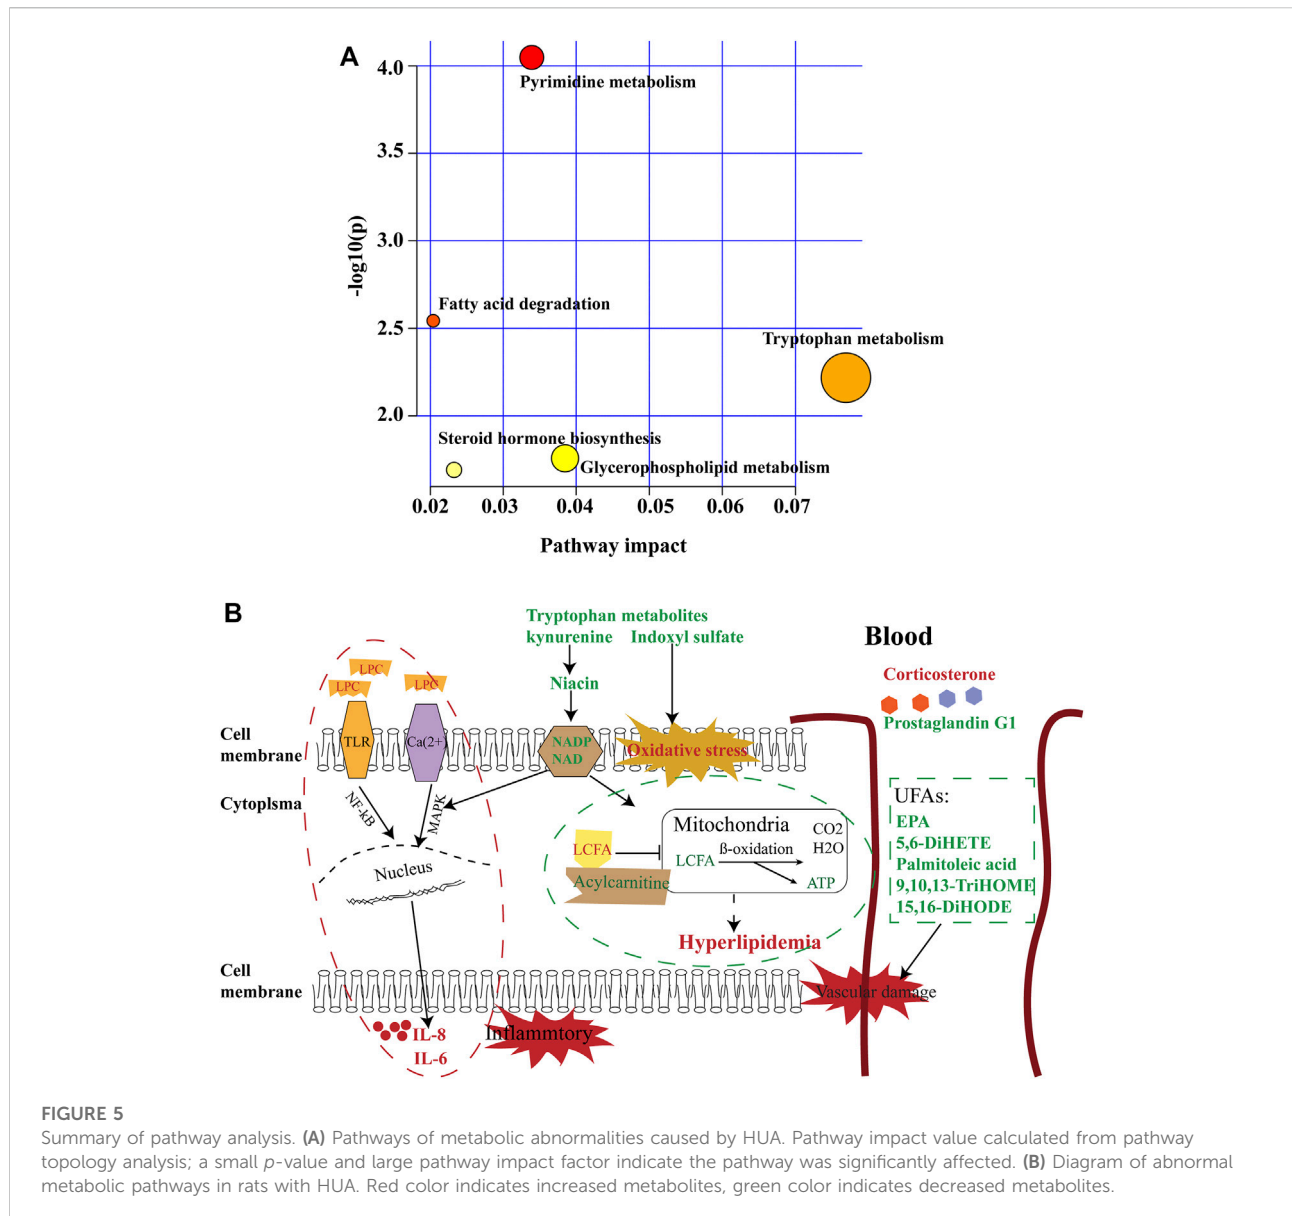 A
4.0
3.5
3.0
2.5
2.0
-log10(p)
Pyrimidine metabolism
Fatty acid degradation
Tryptophan metabolism
Steroid hormone biosynthesis
Glycerophospholipid metabolism
0.02 0.03 0.04 0.05 0.06 0.07
Pathway impact
B
Tryptophan metabolites
kynurenine Indoxyl sulfate
Niacin
Blood
Corticosterone
Prostaglandin G1
LPC
LPC
LPC
Cell
membrane
TLR
Ca(2+)
NADP
NAD
Oxidative stress
Cytoplsma
NF-kB
MAPK
Nucleus
Mitochondria
LCFA
Acylcarnitine
LCFA
ß-oxidation
CO2
H2O
ATP
Hyperlipidemia
UFAs:
EPA
5,6-DiHETE
Palmitoleic acid
9,10,13-TriHOME
15,16-DiHODE
Cell
membrane
Vascular damage
IL-8
IL-6
Inflammtory
FIGURE 5
Summary of pathway analysis. (A) Pathways of metabolic abnormalities caused by HUA. Pathway impact value calculated from pathway
topology analysis; a small p-value and large pathway impact factor indicate the pathway was significantly affected. (B) Diagram of abnormal
metabolic pathways in rats with HUA. Red color indicates increased metabolites, green color indicates decreased metabolites.